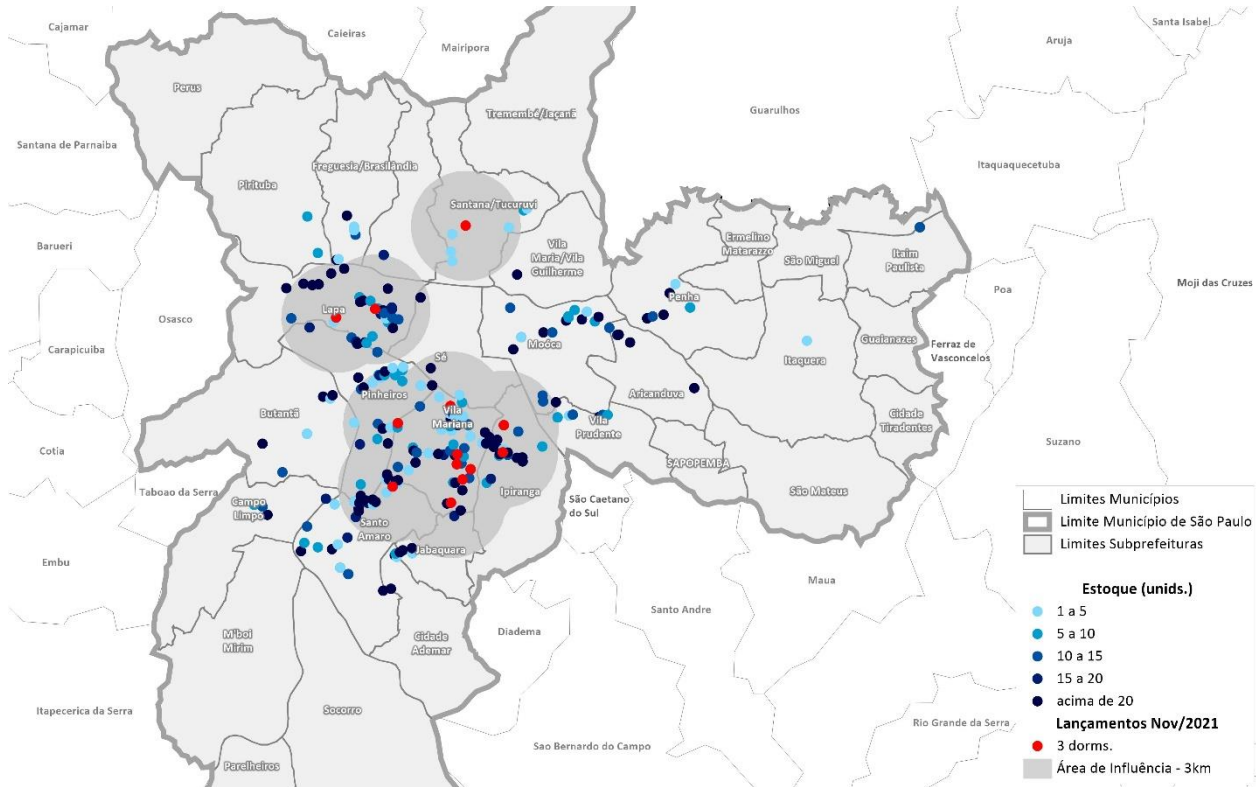 Cajamar
Caieiras
Mairipora
Santa Isabel
Aruja
Perus
Guarulhos
Tremembé/Jaçanã
Santana de Parnaiba
Freguesia/Brasilândia
Itaquaquecetuba
Pirituba
Santana/Tucuruvi
Barueri
Vila
Maria/Vila
Guilherme
Ermelino
Matarazzo
São Miguel
Itaim
Paulista
Poa
Moji das Cruzes
Penha
Osasco
Lapa
Carapicuiba
Moóca
Guaianazes
Ferraz de
Vasconcelos
Itaquera
Sé
Pinheiros
Aricanduva
Butantã
Vila
Mariana
Vila
Prudente
Cidade
Tiradentes
Suzano
Cotia
SAPOPEMBA
Taboao da Serra
Ipiranga
São Mateus
Campo
Limpo
São Caetano
do Sul
Santo
Amaro
Jabaquara
Embu
Maua
Santo Andre
M'boi
Mirim
Cidade
Ademar
Diadema
Itapecerica da Serra
Socorro
Rio Grande da Serra
Sao Bernardo do Campo
Parelheiros
Limites Municípios
Limite Município de São Paulo
Limites Subprefeituras
Estoque (unids.)
1 a 5
5 a 10
10 a 15
15 a 20
acima de 20
Lançamentos Nov/2021
3 dorms.
Área de Influência - 3km